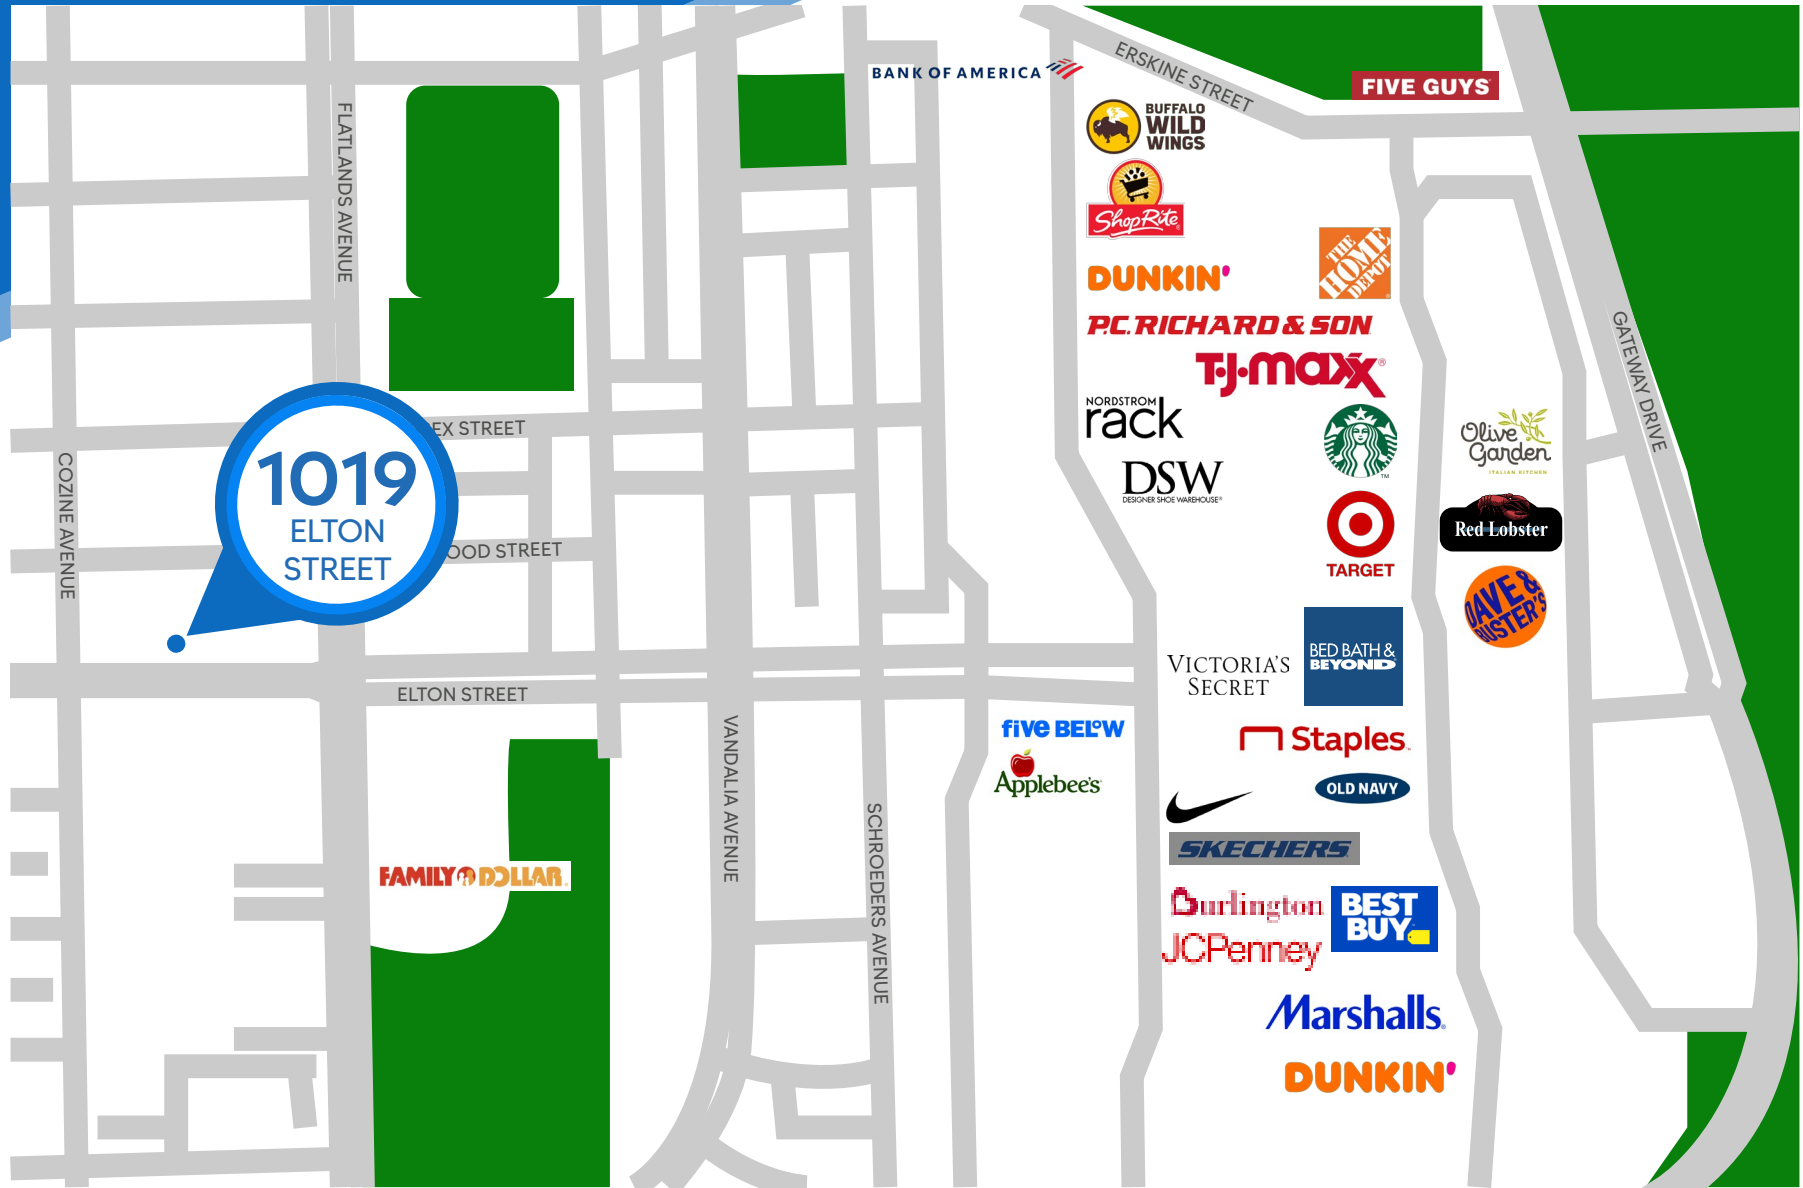 BANK OF AMERICA
ERSKINE STREET
FIVE GUYS
FLATLANDS AVENUE
BUFFALO
WILD
WINGS
ShopRite
DUNKIN'
THE
HOME
DEPOT
P.C. RICHARD & SON
T·J·maxx
NORDSTROM
rack
DSW
DESIGNER SHOE WAREHOUSE
GATEWAY DRIVE
Olive
Garden
ITALIAN KITCHEN
EX STREET
1019
ELTON
STREET
COZINE AVENUE
OOD STREET
TARGET
Red Lobster
DAVE &
BUSTER'S
VICTORIA'S
SECRET
BED BATH &
BEYOND
ELTON STREET
VANDALIA AVENUE
five BELOW
Applebee's
Staples
OLD NAVY
SCHROEDERS AVENUE
SKECHERS
FAMILY DOLLAR
Burlington
JCPenney
BEST
BUY
Marshalls
DUNKIN'